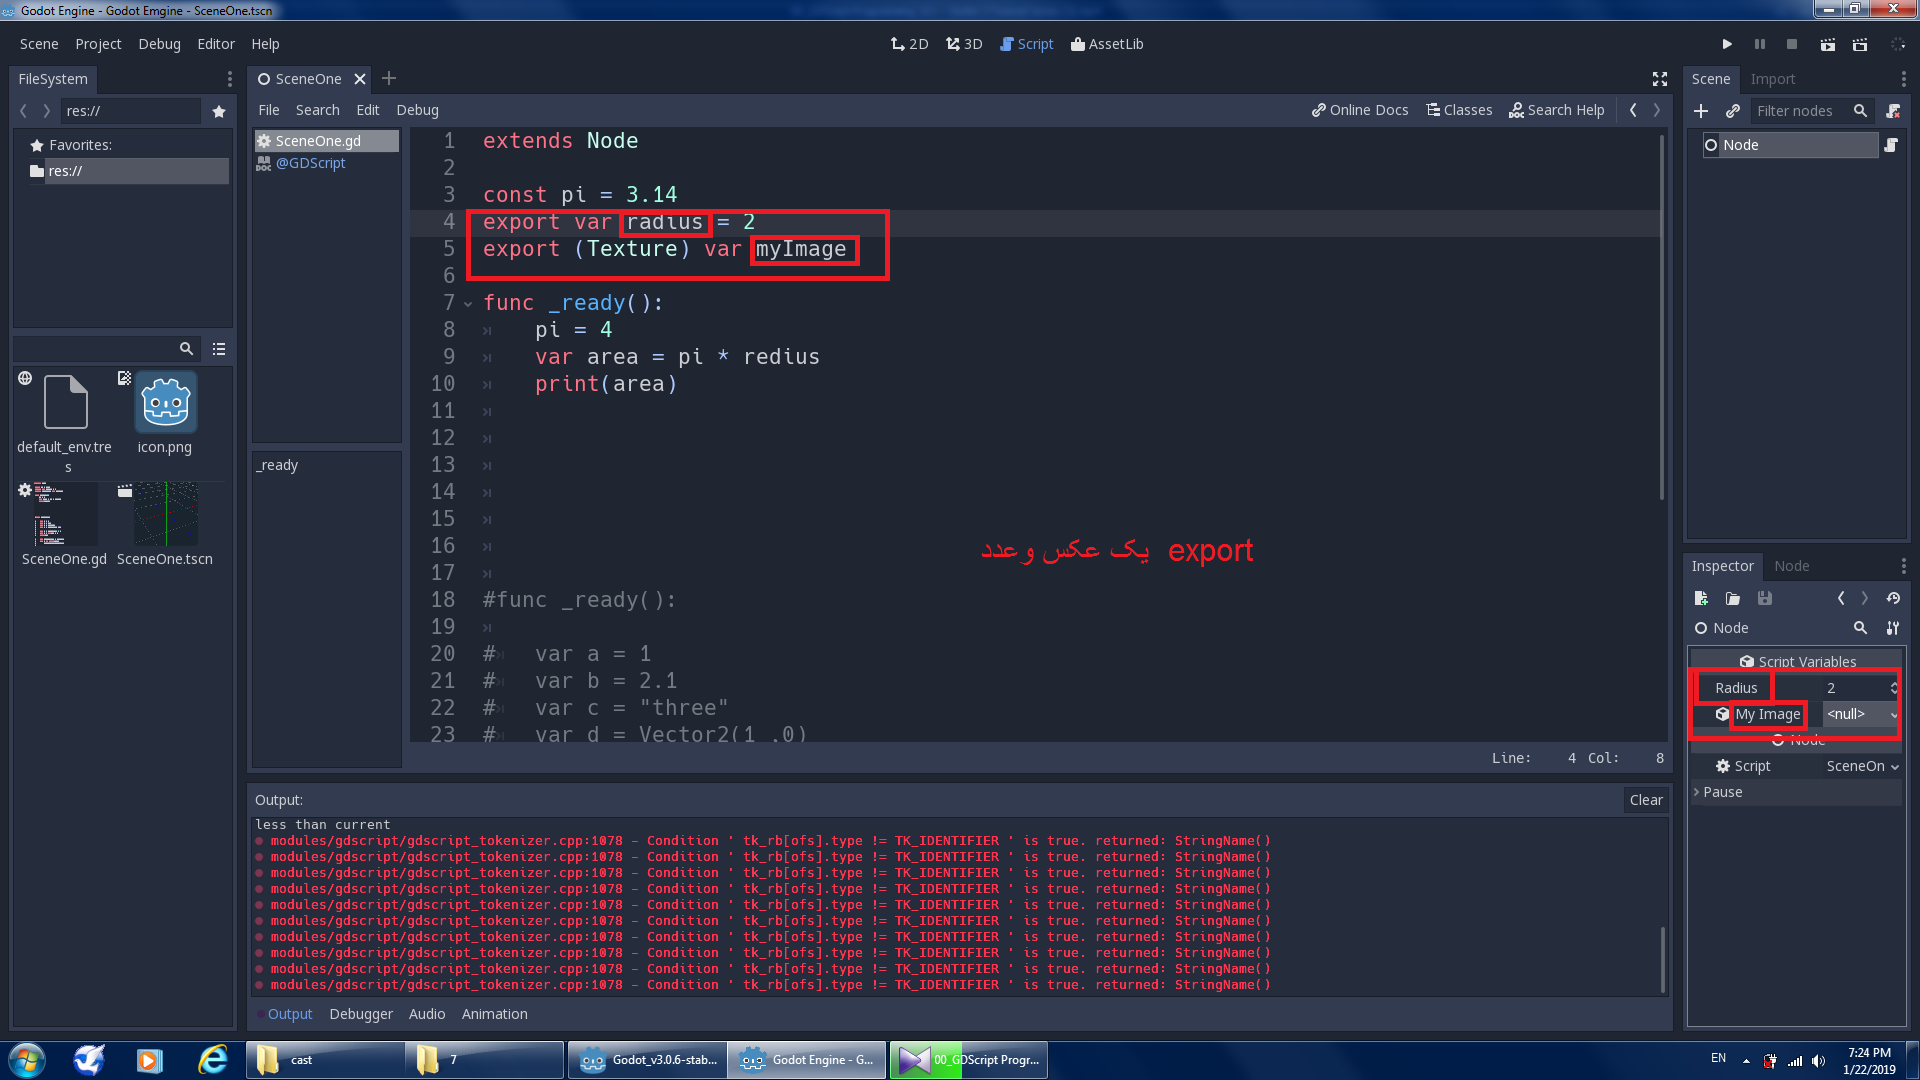 Godot Engine - Godot Emgine - SceneOne.tscn
Scene Project Debug Editor Help
2D 3D Script AssetLib
FileSystem
res://
Favorites:
res://
default_env.tre
s
icon.png
SceneOne.gd
SceneOne.tscn
SceneOne
File Search Edit Debug
Online Docs Classes Search Help
SceneOne.gd
@GDScript
_ready
1 extends Node
2
3 const pi = 3.14
4 export var radius = 2
5 export (Texture) var myImage
6
7 func _ready():
8 pi = 4
9 var area = pi * redius
10 print(area)
11
12
13
14
15
16
17
18 #func _ready():
19
20 # var a = 1
21 # var b = 2.1
22 # var c = "three"
23 # var d = Vector2(1 ,0)
export یک عکس وعدد
Line: 4 Col: 8
Output:
Clear
less than current
modules/gdscript/gdscript_tokenizer.cpp:1078 - Condition ' tk_rb[ofs].type != TK_IDENTIFIER ' is true. returned: StringName()
modules/gdscript/gdscript_tokenizer.cpp:1078 - Condition ' tk_rb[ofs].type != TK_IDENTIFIER ' is true. returned: StringName()
modules/gdscript/gdscript_tokenizer.cpp:1078 - Condition ' tk_rb[ofs].type != TK_IDENTIFIER ' is true. returned: StringName()
modules/gdscript/gdscript_tokenizer.cpp:1078 - Condition ' tk_rb[ofs].type != TK_IDENTIFIER ' is true. returned: StringName()
modules/gdscript/gdscript_tokenizer.cpp:1078 - Condition ' tk_rb[ofs].type != TK_IDENTIFIER ' is true. returned: StringName()
modules/gdscript/gdscript_tokenizer.cpp:1078 - Condition ' tk_rb[ofs].type != TK_IDENTIFIER ' is true. returned: StringName()
modules/gdscript/gdscript_tokenizer.cpp:1078 - Condition ' tk_rb[ofs].type != TK_IDENTIFIER ' is true. returned: StringName()
modules/gdscript/gdscript_tokenizer.cpp:1078 - Condition ' tk_rb[ofs].type != TK_IDENTIFIER ' is true. returned: StringName()
modules/gdscript/gdscript_tokenizer.cpp:1078 - Condition ' tk_rb[ofs].type != TK_IDENTIFIER ' is true. returned: StringName()
modules/gdscript/gdscript_tokenizer.cpp:1078 - Condition ' tk_rb[ofs].type != TK_IDENTIFIER ' is true. returned: StringName()
Output Debugger Audio Animation
Scene Import
Filter nodes
Node
Inspector Node
Node
Script Variables
Radius 2
My Image <null>
Node
Script SceneOn
Pause
cast
7
Godot_v3.0.6-stab...
Godot Engine - G...
00_GDScript Progr...
EN
7:24 PM
1/22/2019